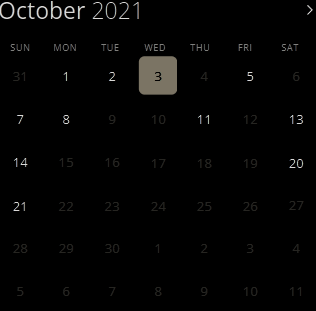 October 2021
SUN MON TUE WED THU FRI SAT
31 1 2 3 4 5 6
7 8 9 10 11 12 13
14 15 16 17 18 19 20
21 22 23 24 25 26 27
28 29 30 1 2 3 4
5 6 7 8 9 10 11